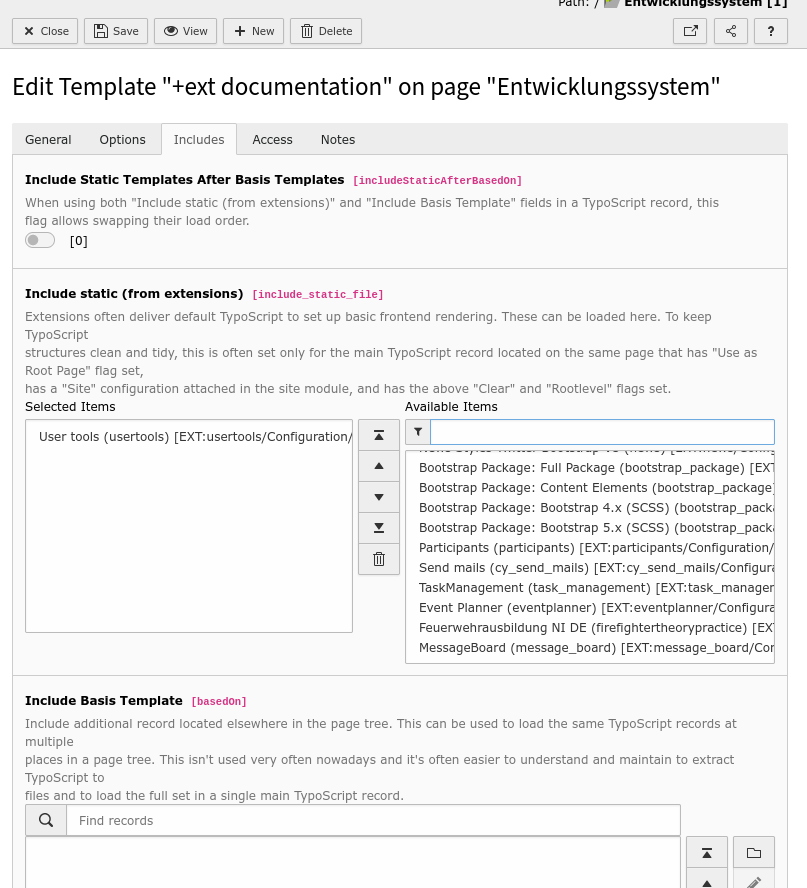 Path: / Entwicklungssystem [1]
Close Save View New Delete ?
Edit Template "+ext documentation" on page "Entwicklungssystem"
General Options Includes Access Notes
Include Static Templates After Basis Templates [includeStaticAfterBasedOn]
When using both "Include static (from extensions)" and "Include Basis Template" fields in a TypoScript record, this
flag allows swapping their load order.
[0]
Include static (from extensions) [include_static_file]
Extensions often deliver default TypoScript to set up basic frontend rendering. These can be loaded here. To keep
TypoScript
structures clean and tidy, this is often set only for the main TypoScript record located on the same page that has "Use as
Root Page" flag set,
has a "Site" configuration attached in the site module, and has the above "Clear" and "Rootlevel" flags set.
Selected Items
User tools (usertools) [EXT:usertools/Configuration/
Available Items
Bootstrap Package: Full Package (bootstrap_package) [EXT
Bootstrap Package: Content Elements (bootstrap_package)
Bootstrap Package: Bootstrap 4.x (SCSS) (bootstrap_packa
Bootstrap Package: Bootstrap 5.x (SCSS) (bootstrap_packa
Participants (participants) [EXT:participants/Configuration/
Send mails (cy_send_mails) [EXT:cy_send_mails/Configura
TaskManagement (task_management) [EXT:task_manager
Event Planner (eventplanner) [EXT:eventplanner/Configura
Feuerwehrausbildung NI DE (firefightertheorypractice) [EXT
MessageBoard (message_board) [EXT:message_board/Con
Include Basis Template [basedOn]
Include additional record located elsewhere in the page tree. This can be used to load the same TypoScript records at
multiple
places in a page tree. This isn't used very often nowadays and it's often easier to understand and maintain to extract
TypoScript to
files and to load the full set in a single main TypoScript record.
Find records